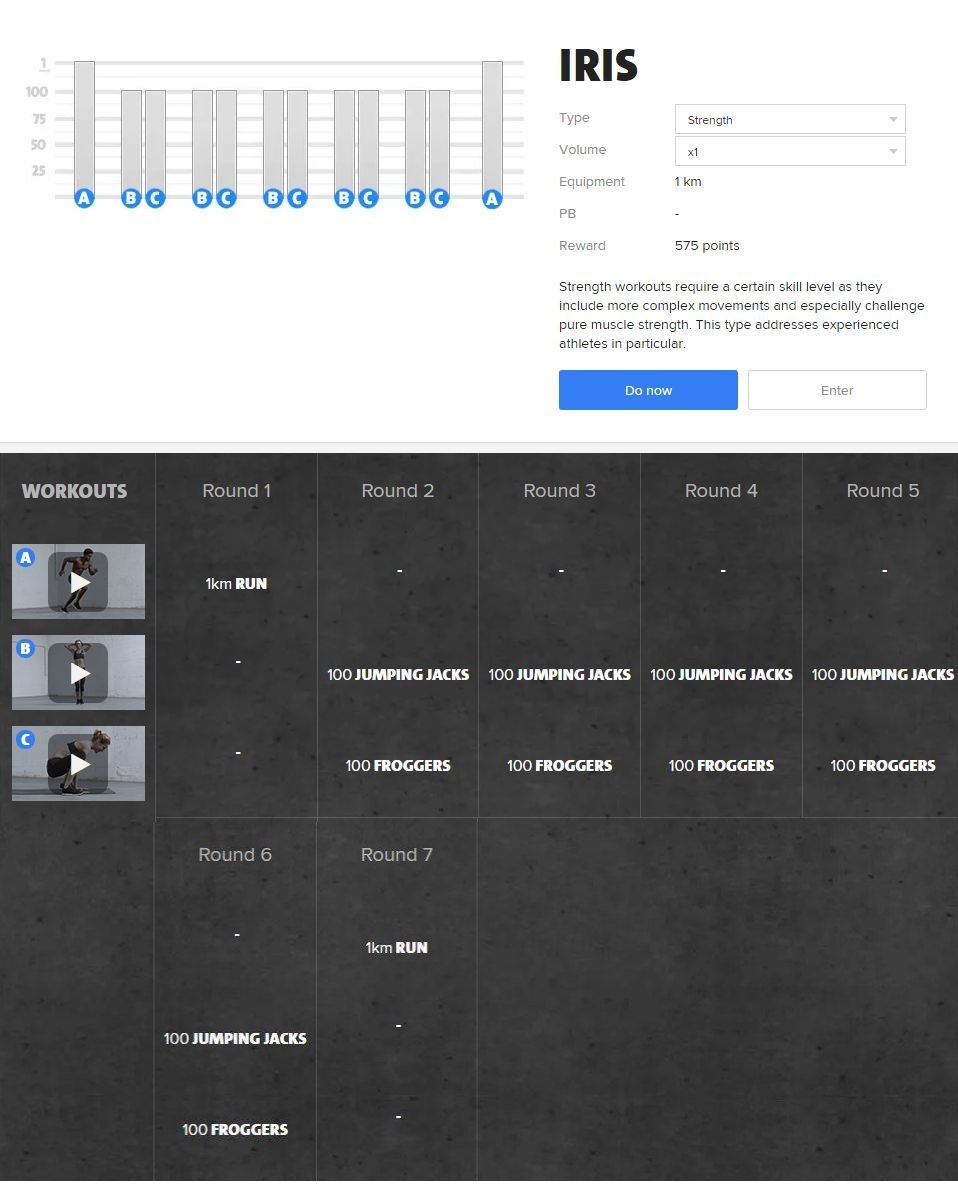 1
100
75
50
25
A B C B C B C B C B C A
IRIS
Type Strength
Volume x1
Equipment 1 km
PB -
Reward 575 points
Strength workouts require a certain skill level as they
include more complex movements and especially challenge
pure muscle strength. This type addresses experienced
athletes in particular.
Do now Enter
WORKOUTS Round 1 Round 2 Round 3 Round 4 Round 5
A 1km RUN - - - -
B - 100 JUMPING JACKS 100 JUMPING JACKS 100 JUMPING JACKS 100 JUMPING JACKS
C - 100 FROGGERS 100 FROGGERS 100 FROGGERS 100 FROGGERS
Round 6 Round 7
- 1km RUN
100 JUMPING JACKS -
100 FROGGERS -